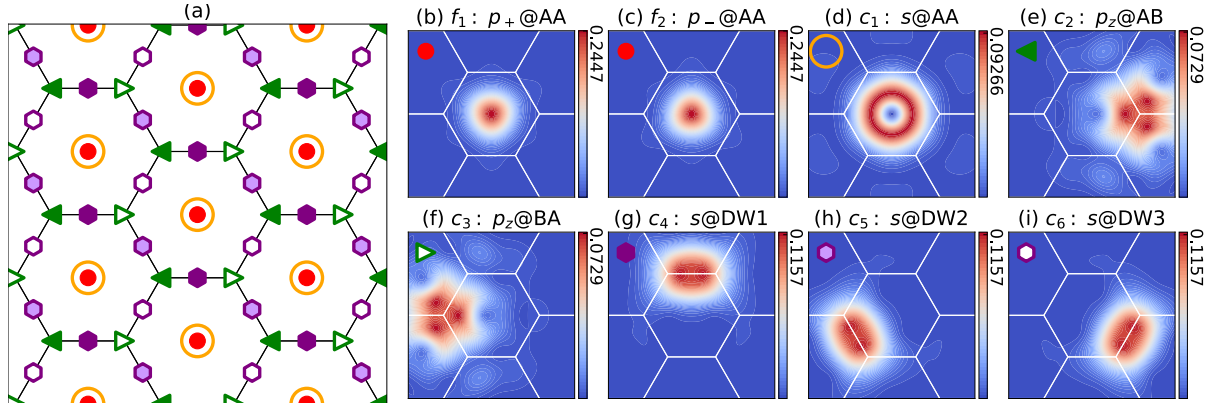 (a)
(b) f₁: p₊@AA
0.2447
(c) f₂: p₋@AA
0.2447
(d) c₁: s@AA
0.09266
(e) c₂: p_z@AB
0.0729
(f) c₃: p_z@BA
0.0729
(g) c₄: s@DW1
0.1157
(h) c₅: s@DW2
0.1157
(i) c₆: s@DW3
0.1157